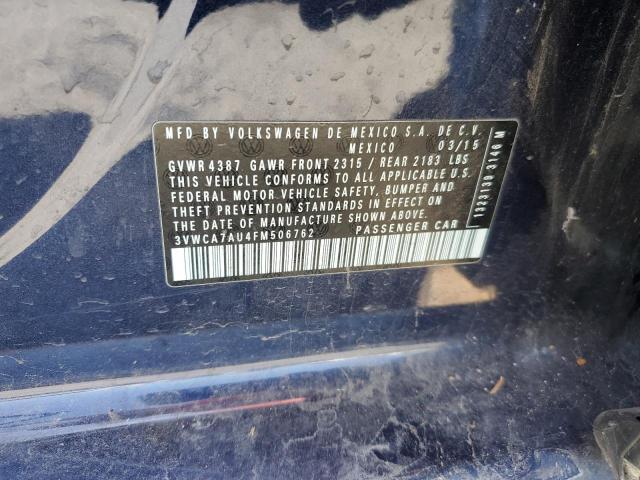 MFD BY VOLKSWAGEN DE MEXICO S.A. DE C.V.
MEXICO 03/15
GVWR 4387 GAWR FRONT 2315 / REAR 2183 LBS
THIS VEHICLE CONFORMS TO ALL APPLICABLE U.S.
FEDERAL MOTOR VEHICLE SAFETY, BUMPER AND
THEFT PREVENTION STANDARDS IN EFFECT ON
THE DATE OF MANUFACTURE SHOWN ABOVE.
3VWCA7AU4FM506762 PASSENGER CAR
1323130 3146 M